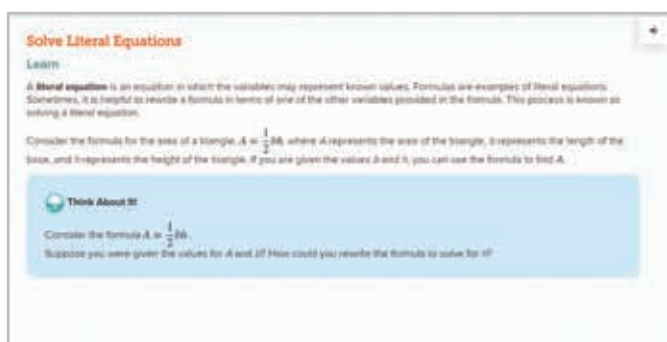 Solve Literal Equations
Learn
A literal equation is an equation in which the variables may represent known values. Formulas are examples of literal equations.
Sometimes, it is helpful to rewrite a formula in terms of one of the other variables provided in the formula. This process is known as
solving a literal equation.
Consider the formula for the area of a triangle, A = 1/2 bh, where A represents the area of the triangle, b represents the length of the
base, and h represents the height of the triangle. If you are given the values b and h, you can use the formula to find A.
Think About It!
Consider the formula A = 1/2 bh.
Suppose you were given the values for A and b? How could you rewrite the formula to solve for h?